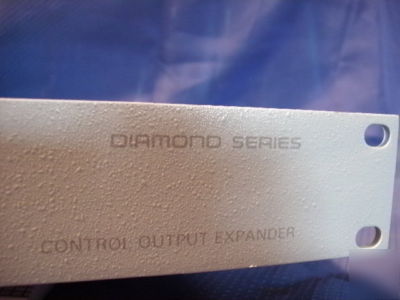 DIAMOND SERIES
CONTROL OUTPUT EXPANDER